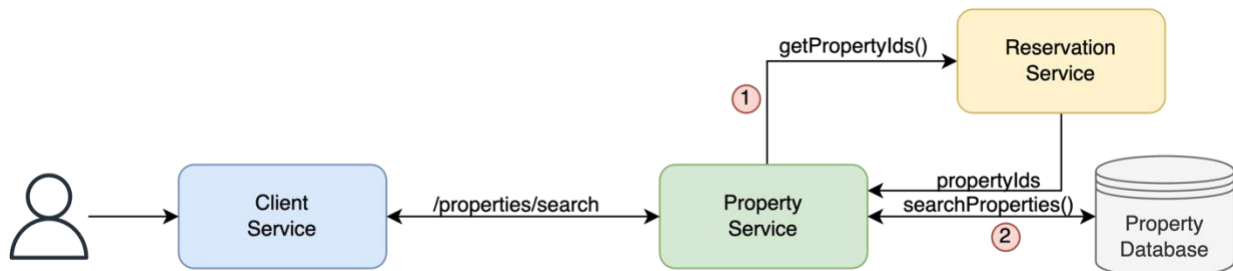 getPropertyIds()
Reservation
Service
1
Client
Service
/properties/search
Property
Service
propertyIds
searchProperties()
2
Property
Database